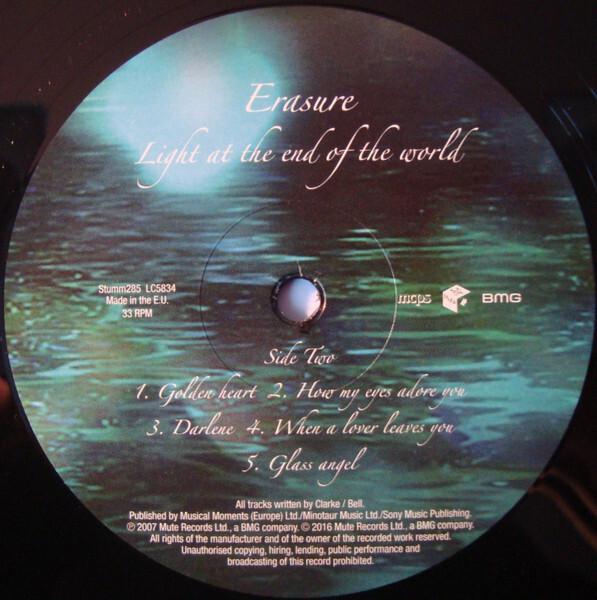 Erasure
Light at the end of the world
Stumm285 LC5834
Made in the E.U.
33 RPM
mcps
BMG
Side Two
1. Golden heart 2. How my eyes adore you
3. Darlene 4. When a lover leaves you
5. Glass angel
All tracks written by Clarke / Bell.
Published by Musical Moments (Europe) Ltd./Minotaur Music Ltd./Sony Music Publishing.
℗ 2007 Mute Records Ltd., a BMG company. © 2016 Mute Records Ltd., a BMG company.
All rights of the manufacturer and of the owner of the recorded work reserved.
Unauthorised copying, hiring, lending, public performance and
broadcasting of this record prohibited.